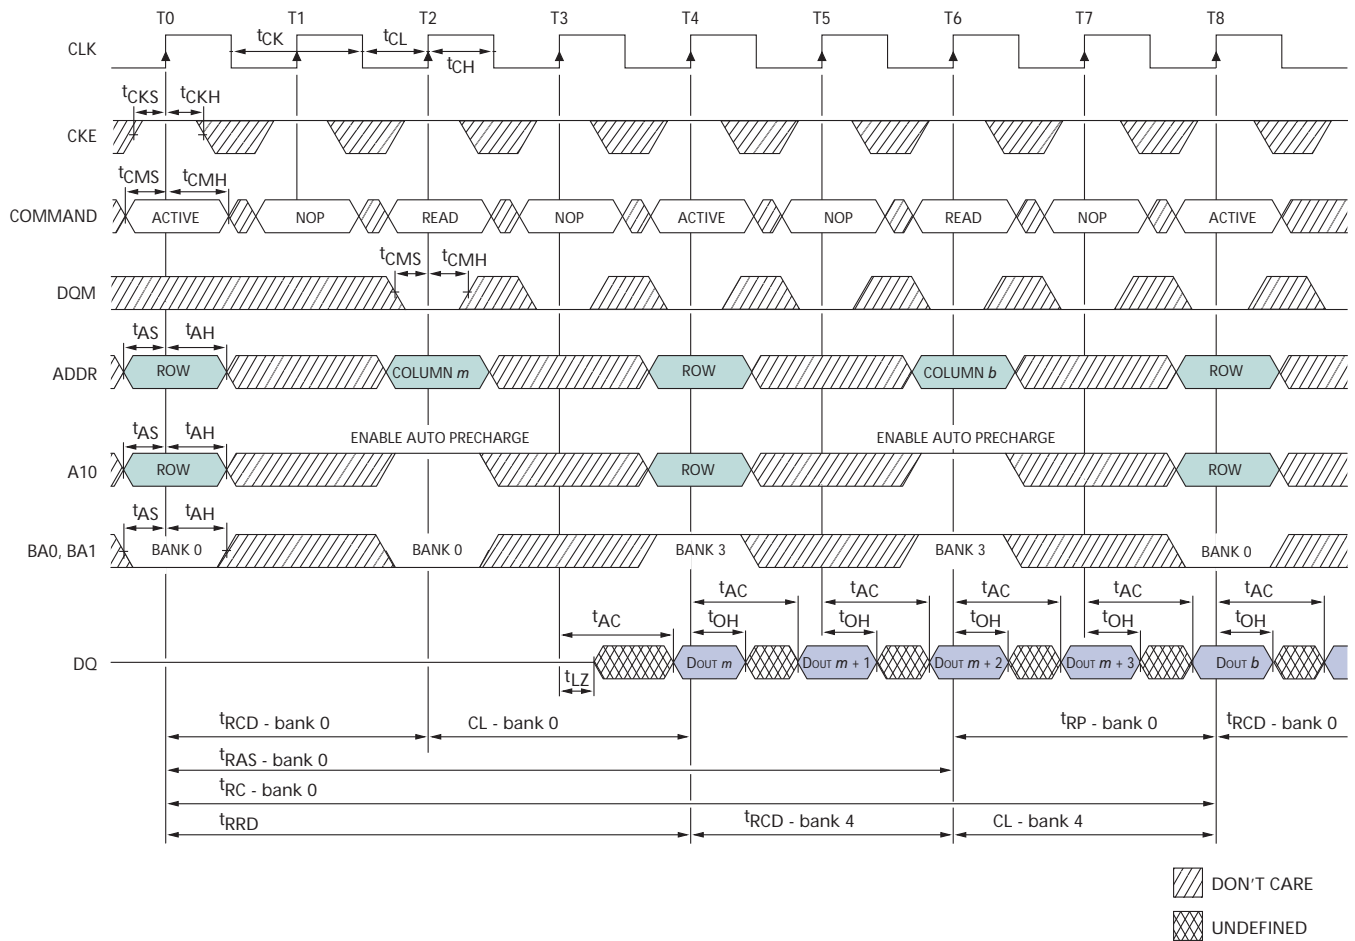 T0 T1 T2 T3 T4 T5 T6 T7 T8
CLK tCK tCL tCH
tCKS tCKH
CKE
tCMS tCMH
COMMAND ACTIVE NOP READ NOP ACTIVE NOP READ NOP ACTIVE
tCMS tCMH
DQM
tAS tAH
ADDR ROW COLUMN m ROW COLUMN b ROW
tAS tAH ENABLE AUTO PRECHARGE ENABLE AUTO PRECHARGE
A10 ROW ROW ROW
tAS tAH
BA0, BA1 BANK 0 BANK 0 BANK 3 BANK 3 BANK 0
tAC tAC tAC tAC tAC
tAC tOH tOH tOH tOH tOH
DQ DOUT m DOUT m + 1 DOUT m + 2 DOUT m + 3 DOUT b
tLZ
tRCD - bank 0 CL - bank 0 tRP - bank 0 tRCD - bank 0
tRAS - bank 0
tRC - bank 0
tRRD tRCD - bank 4 CL - bank 4
DON'T CARE
UNDEFINED